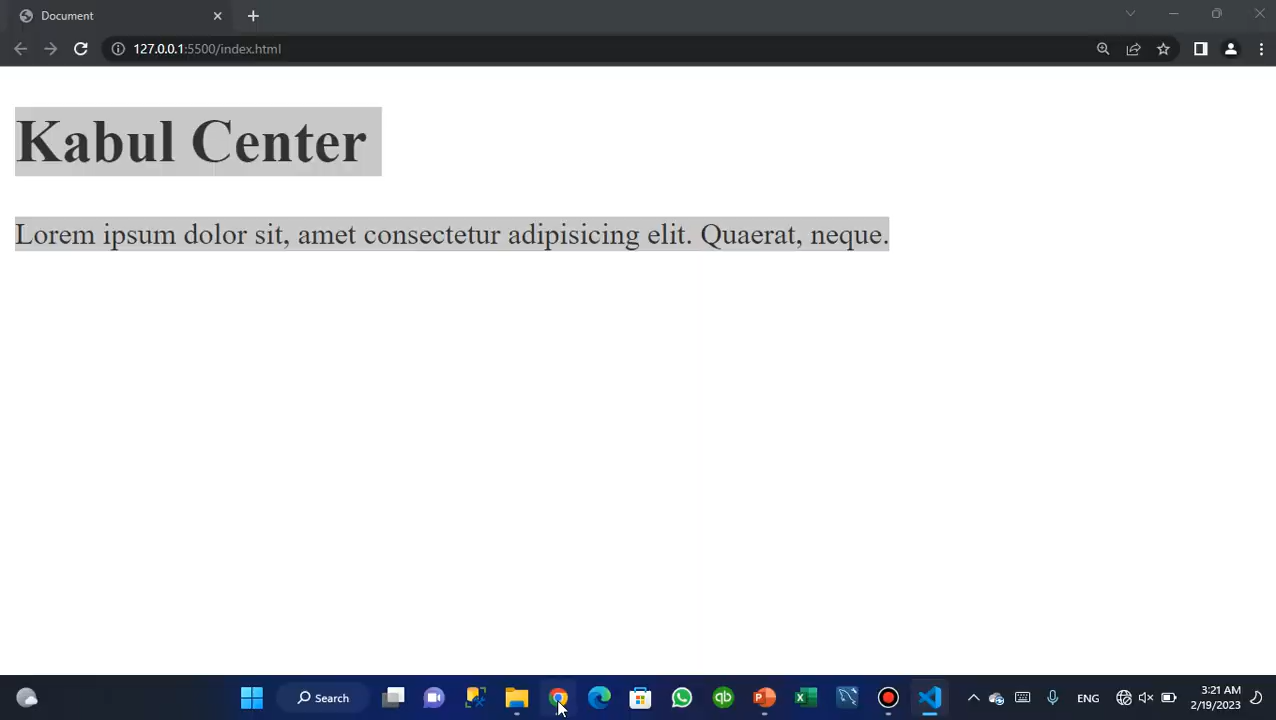 Document
127.0.0.1:5500/index.html
Kabul Center
Lorem ipsum dolor sit, amet consectetur adipisicing elit. Quaerat, neque.
Search
qb
P
X
ENG
3:21 AM
2/19/2023